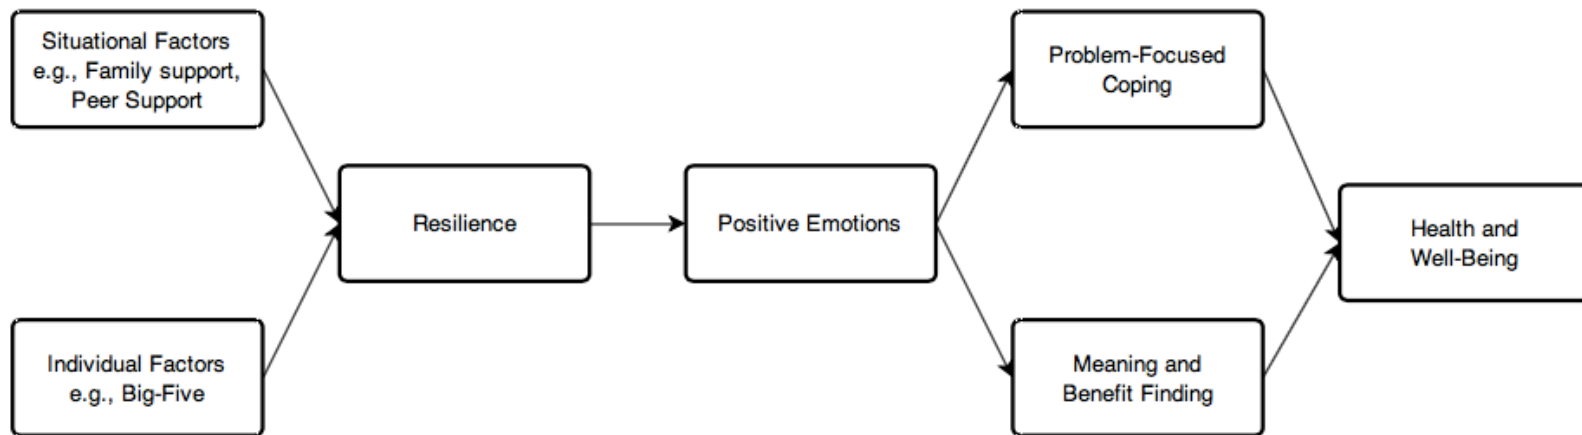 Situational Factors
e.g., Family support,
Peer Support
Individual Factors
e.g., Big-Five
Resilience
Positive Emotions
Problem-Focused
Coping
Meaning and
Benefit Finding
Health and
Well-Being